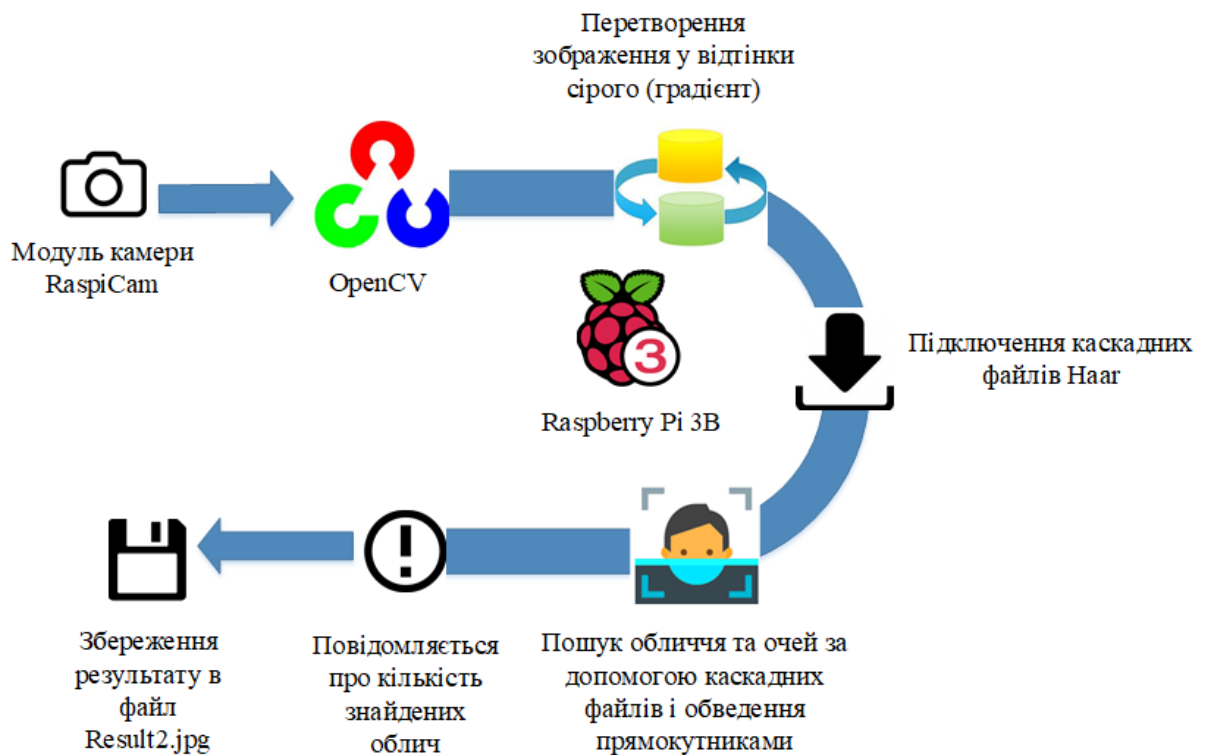 Перетворення
зображення у відтінки
сірого (градієнт)
Модуль камери
RaspiCam
OpenCV
3
Raspberry Pi 3B
Підключення каскадних
файлів Haar
Збереження
результату в
файл
Result2.jpg
Повідомляється
про кількість
знайдених
облич
Пошук обличчя та очей за
допомогою каскадних
файлів і обведення
прямокутниками